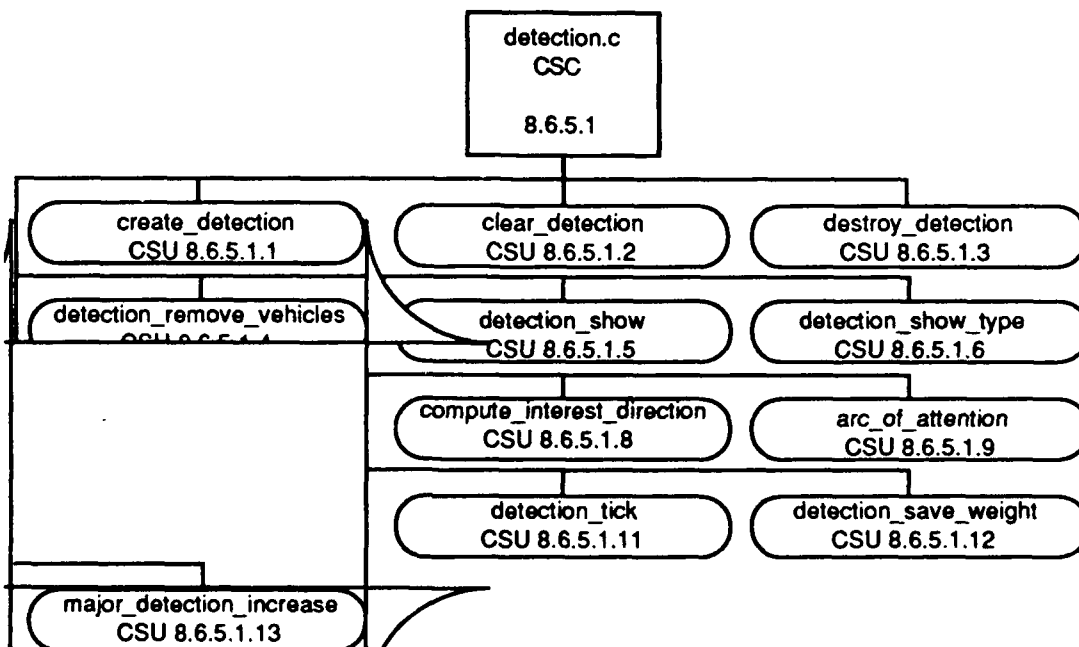 detection.c
CSC
8.6.5.1
create_detection
CSU 8.6.5.1.1
clear_detection
CSU 8.6.5.1.2
destroy_detection
CSU 8.6.5.1.3
detection_remove_vehicles
detection_show
CSU 8.6.5.1.5
detection_show_type
CSU 8.6.5.1.6
compute_interest_direction
CSU 8.6.5.1.8
arc_of_attention
CSU 8.6.5.1.9
detection_tick
CSU 8.6.5.1.11
detection_save_weight
CSU 8.6.5.1.12
major_detection_increase
CSU 8.6.5.1.13